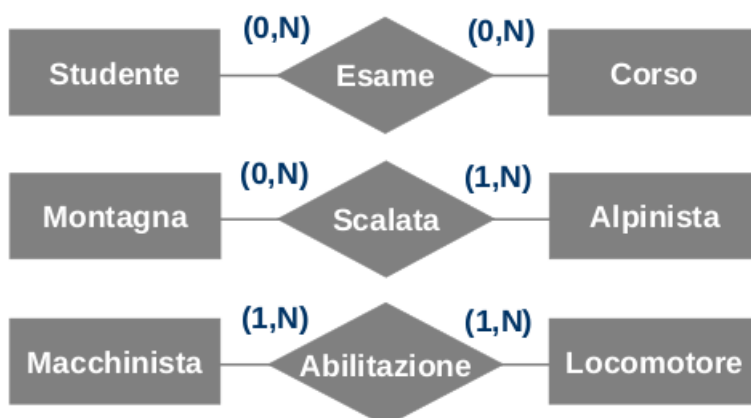 (0,N) (0,N)
Studente Esame Corso
(0,N) (1,N)
Montagna Scalata Alpinista
(1,N) (1,N)
Macchinista Abilitazione Locomotore